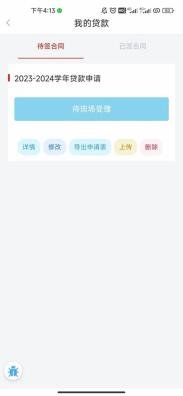 下午4:13
我的贷款
待签合同 已签合同
2023-2024学年贷款申请
待现场受理
详情 修改 导出申请表 上传 删除